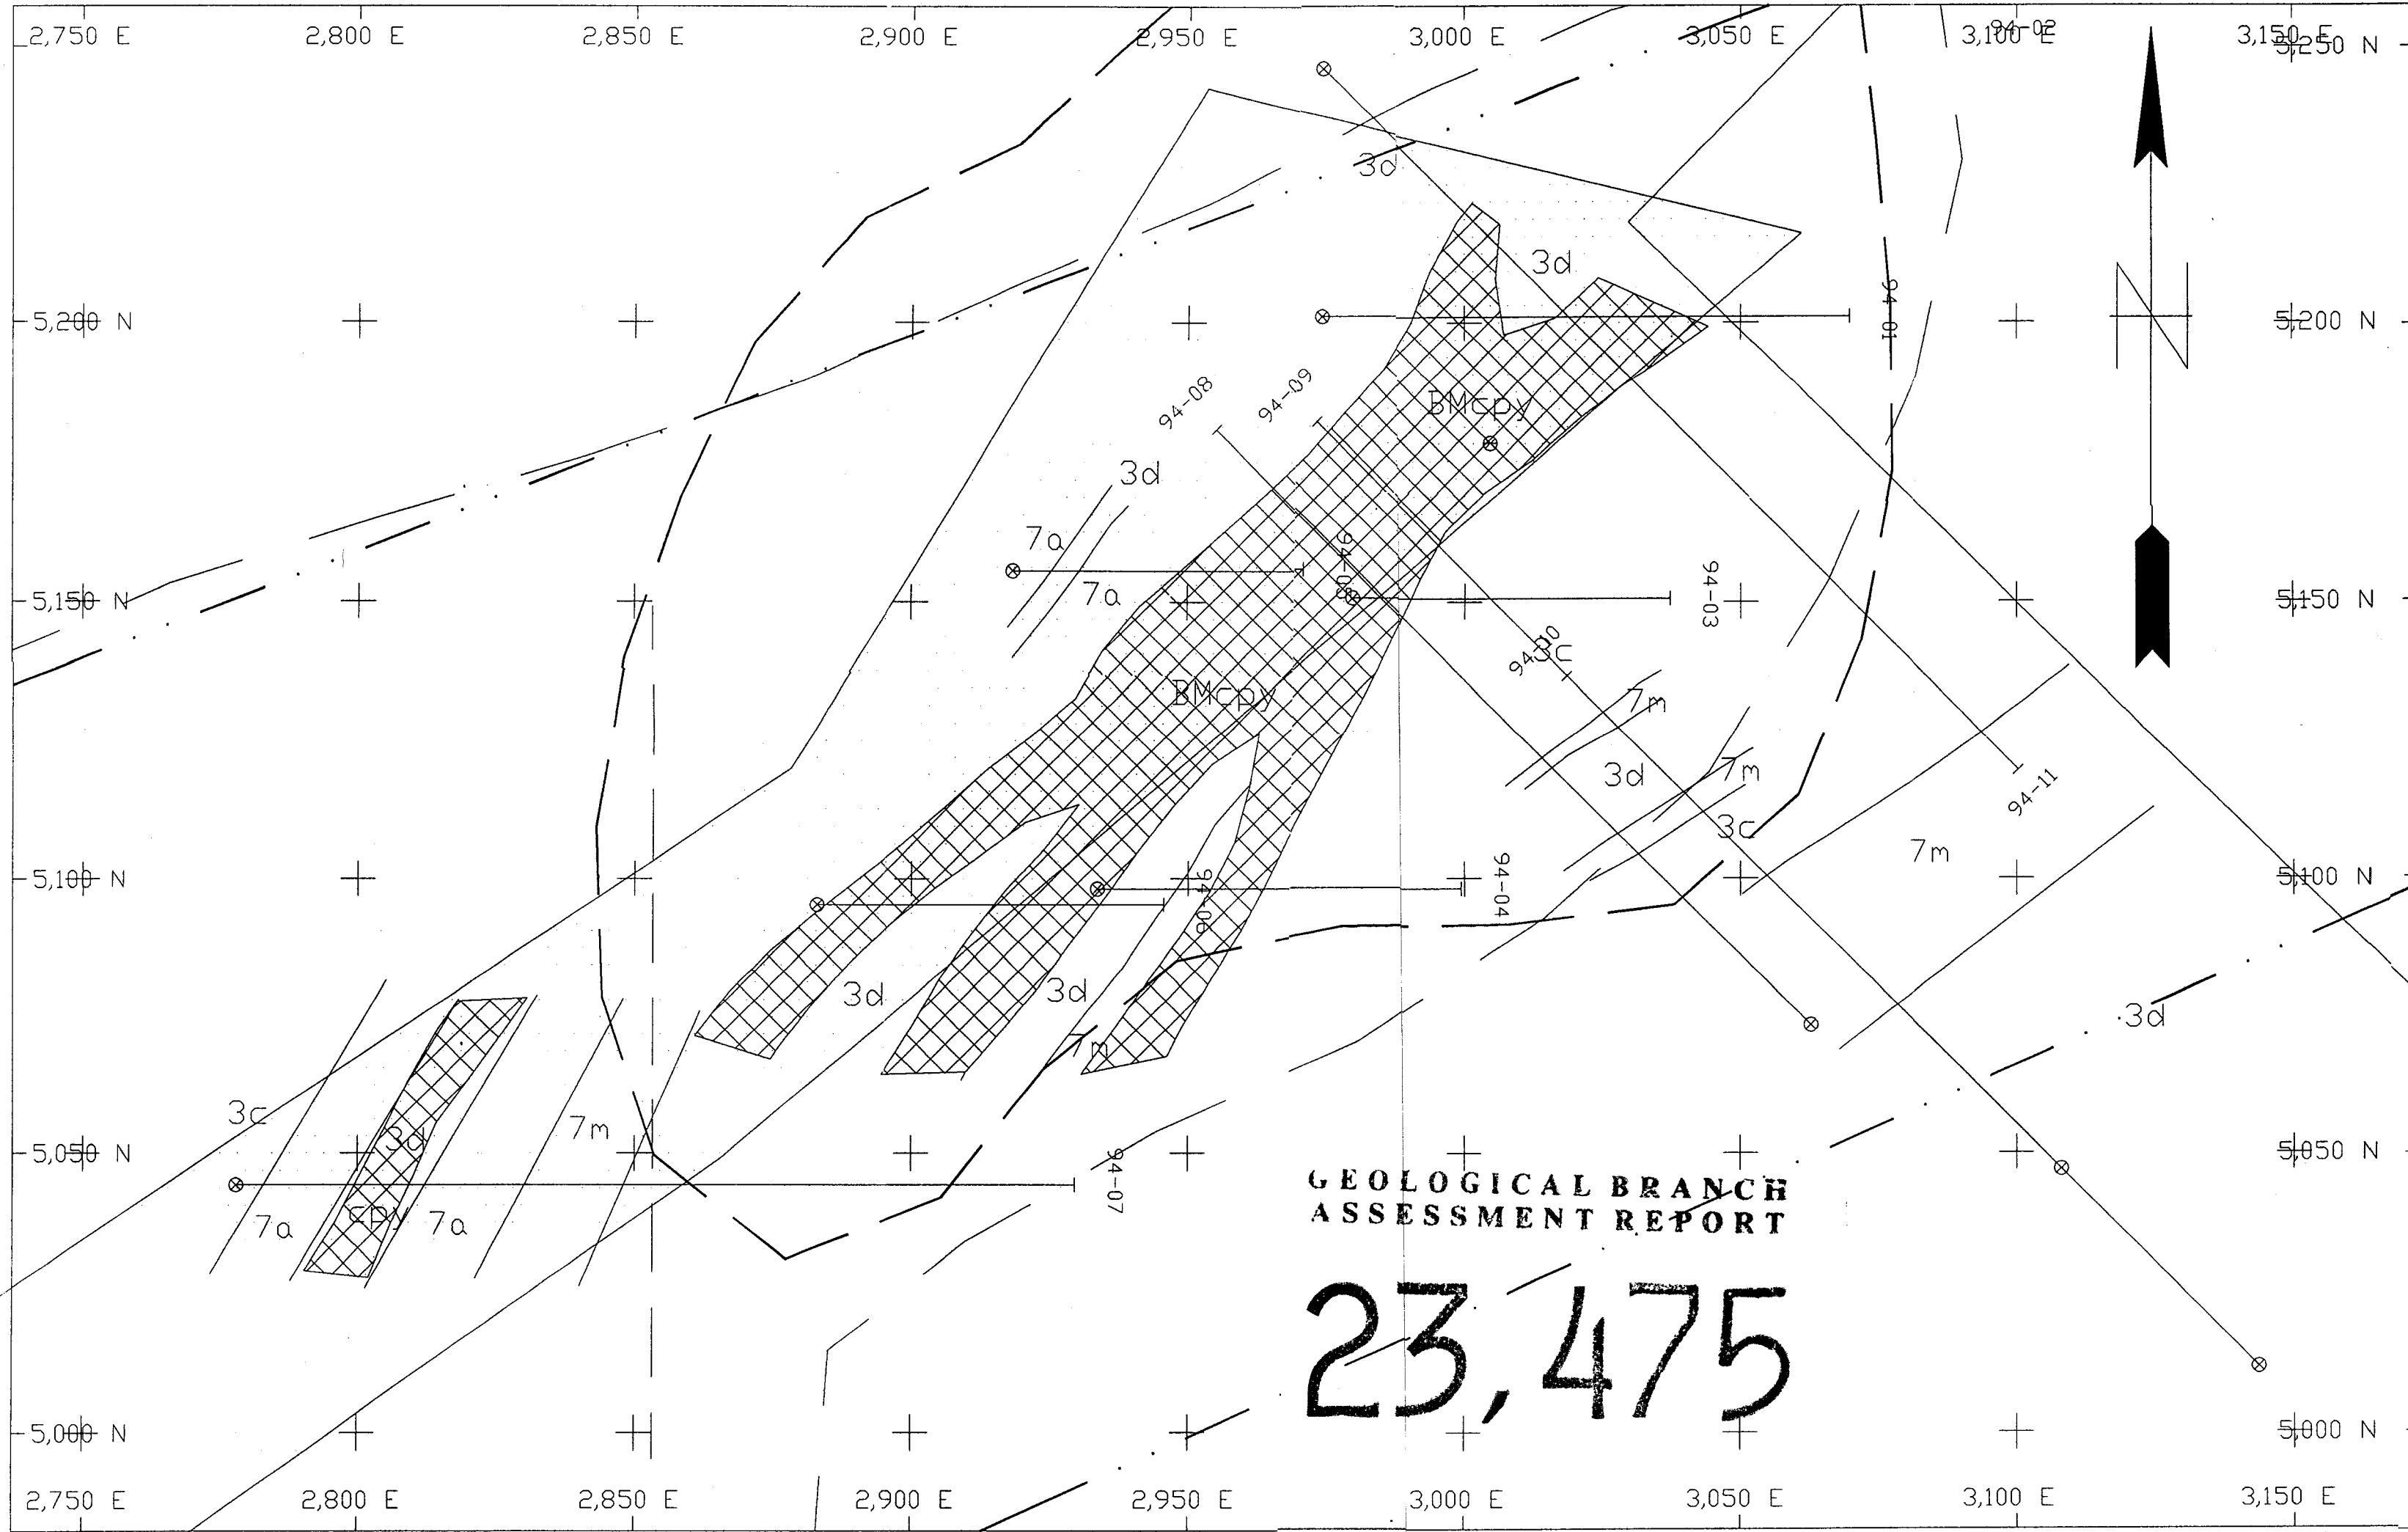 2,750 E 2,800 E 2,850 E 2,900 E 2,950 E 3,000 E 3,050 E 3,100 E 3,150 E
94-02
5,250 N
3d
3d
94-01
N
5,200 N 5,200 N
94-08 94-09
BMcpy
3d
7a
94-03
7a
5,150 N 5,150 N
94-10
3c
BMcpy
7m
3d
7m
94-11
3c
7m
94-04
5,100 N 5,100 N
94-06
3d
3d
3d
7m
3c
3d
7m
5,050 N 5,050 N
94-07
GEOLOGICAL BRANCH
ASSESSMENT REPORT
7a cpy 7a
23,475
5,000 N 5,000 N
2,750 E 2,800 E 2,850 E 2,900 E 2,950 E 3,000 E 3,050 E 3,100 E 3,150 E